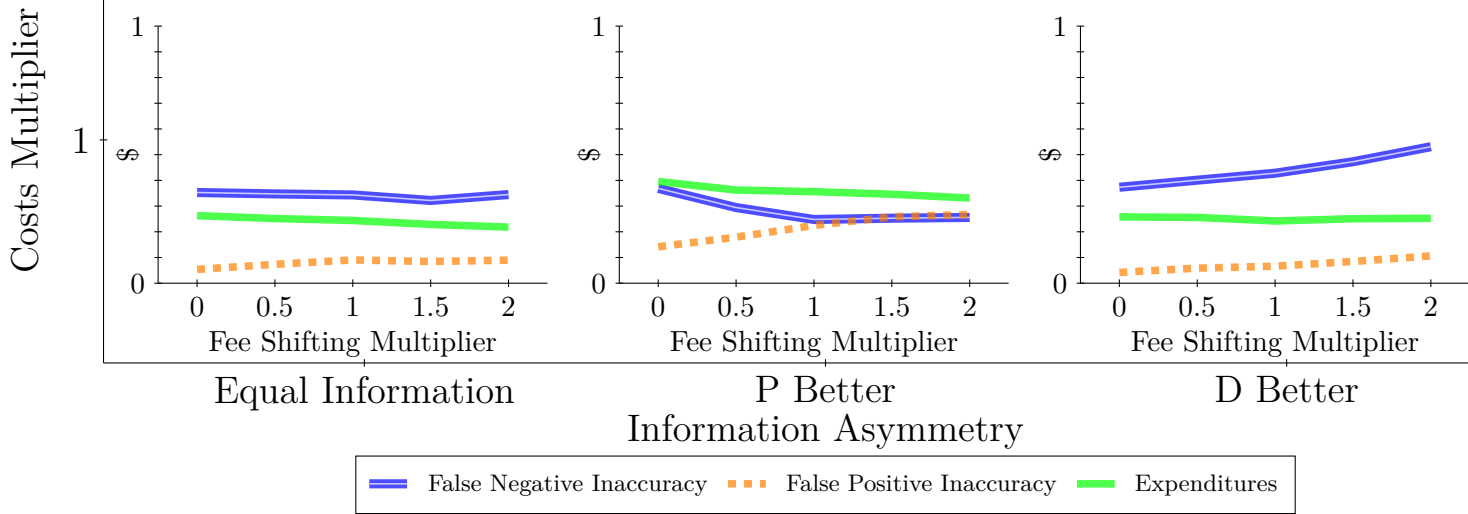 Costs Multiplier
1
1
$
0
0 0.5 1 1.5 2
Fee Shifting Multiplier
1
$
0
0 0.5 1 1.5 2
Fee Shifting Multiplier
1
$
0
0 0.5 1 1.5 2
Fee Shifting Multiplier
Equal Information
P Better
D Better
Information Asymmetry
False Negative Inaccuracy False Positive Inaccuracy Expenditures